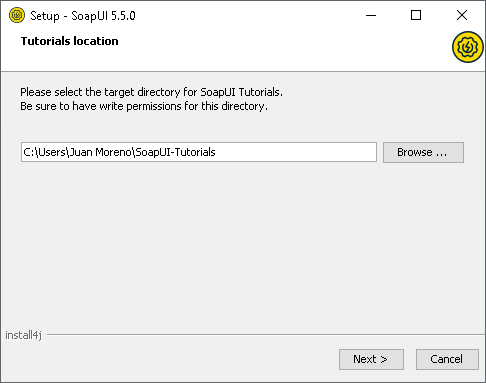 Setup - SoapUI 5.5.0
Tutorials location
Please select the target directory for SoapUI Tutorials.
Be sure to have write permissions for this directory.
C:\Users\Juan Moreno\SoapUI-Tutorials
Browse ...
install4j
Next >
Cancel